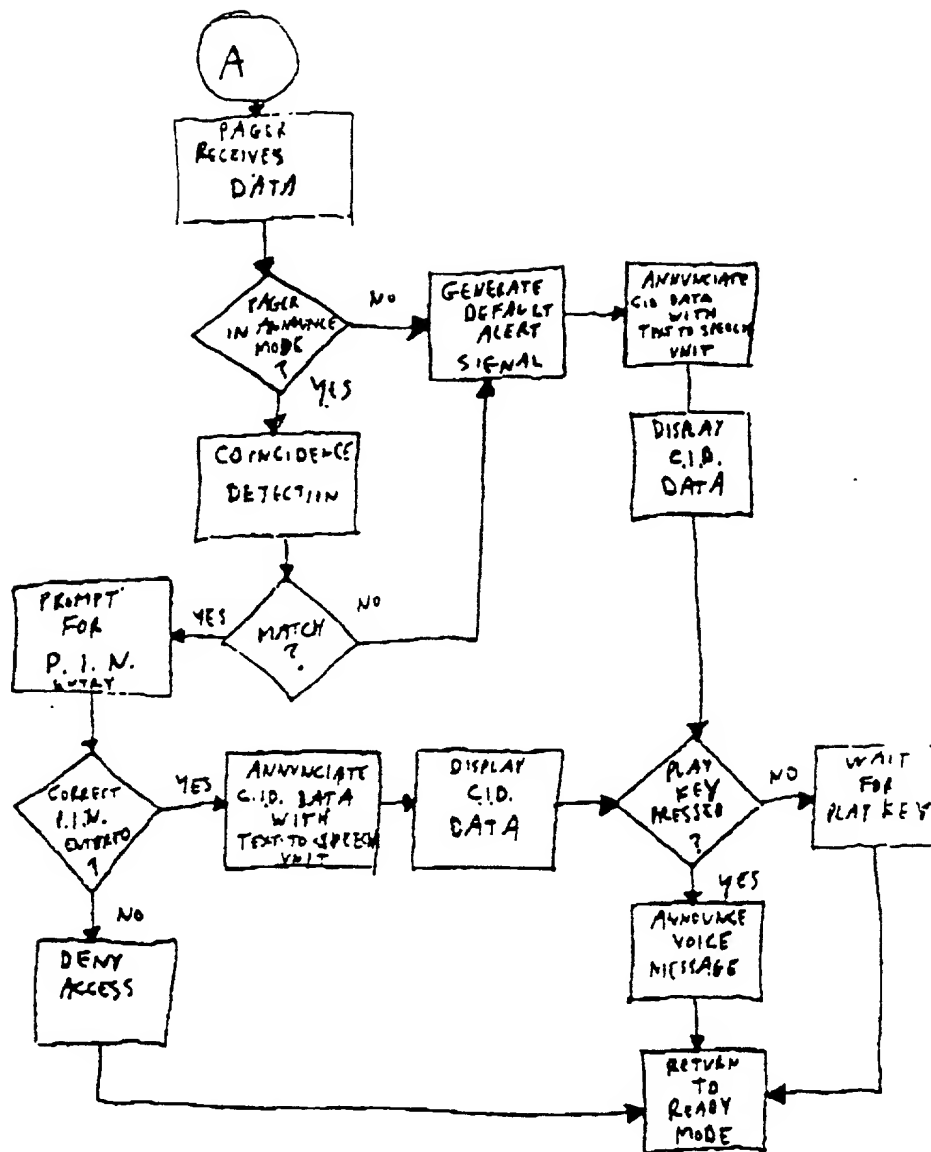 A
PAGER
RECEIVES
DATA
PAGER
IN ANNOUNCE
MODE
?
NO
YES
GENERATE
DEFAULT
ALERT
SIGNAL
ANNUNCIATE
C.I.D. DATA
WITH
TEXT TO SPEECH
UNIT
DISPLAY
C.I.D.
DATA
COINCIDENCE
DETECTION
MATCH
?
YES
NO
PROMPT
FOR
P. I. N.
ENTRY
CORRECT
P.I.N.
ENTERED
?
YES
NO
ANNUNCIATE
C.I.D. DATA
WITH
TEXT TO SPEECH
UNIT
DISPLAY
C.I.D.
DATA
PLAY
KEY
PRESSED
?
NO
YES
WAIT
FOR
PLAY KEY
DENY
ACCESS
ANNOUNCE
VOICE
MESSAGE
RETURN
TO
READY
MODE